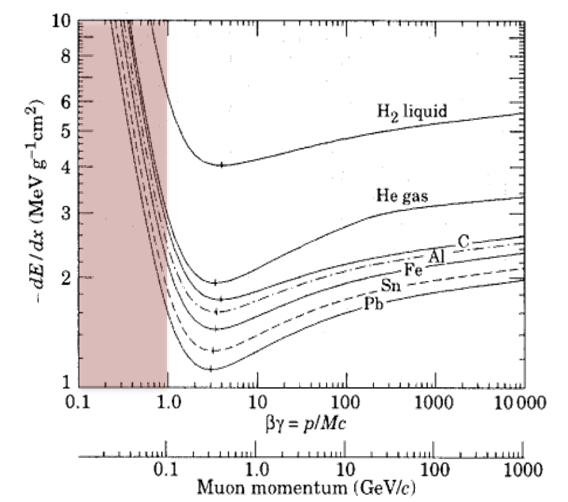 −dE/dx (MeV g⁻¹cm²)
10
8
6
5
4
3
2
1
H₂ liquid
He gas
C
Al
Fe
Sn
Pb
0.1 1.0 10 100 1000 10 000
βγ = p/Mc
0.1 1.0 10 100 1000
Muon momentum (GeV/c)